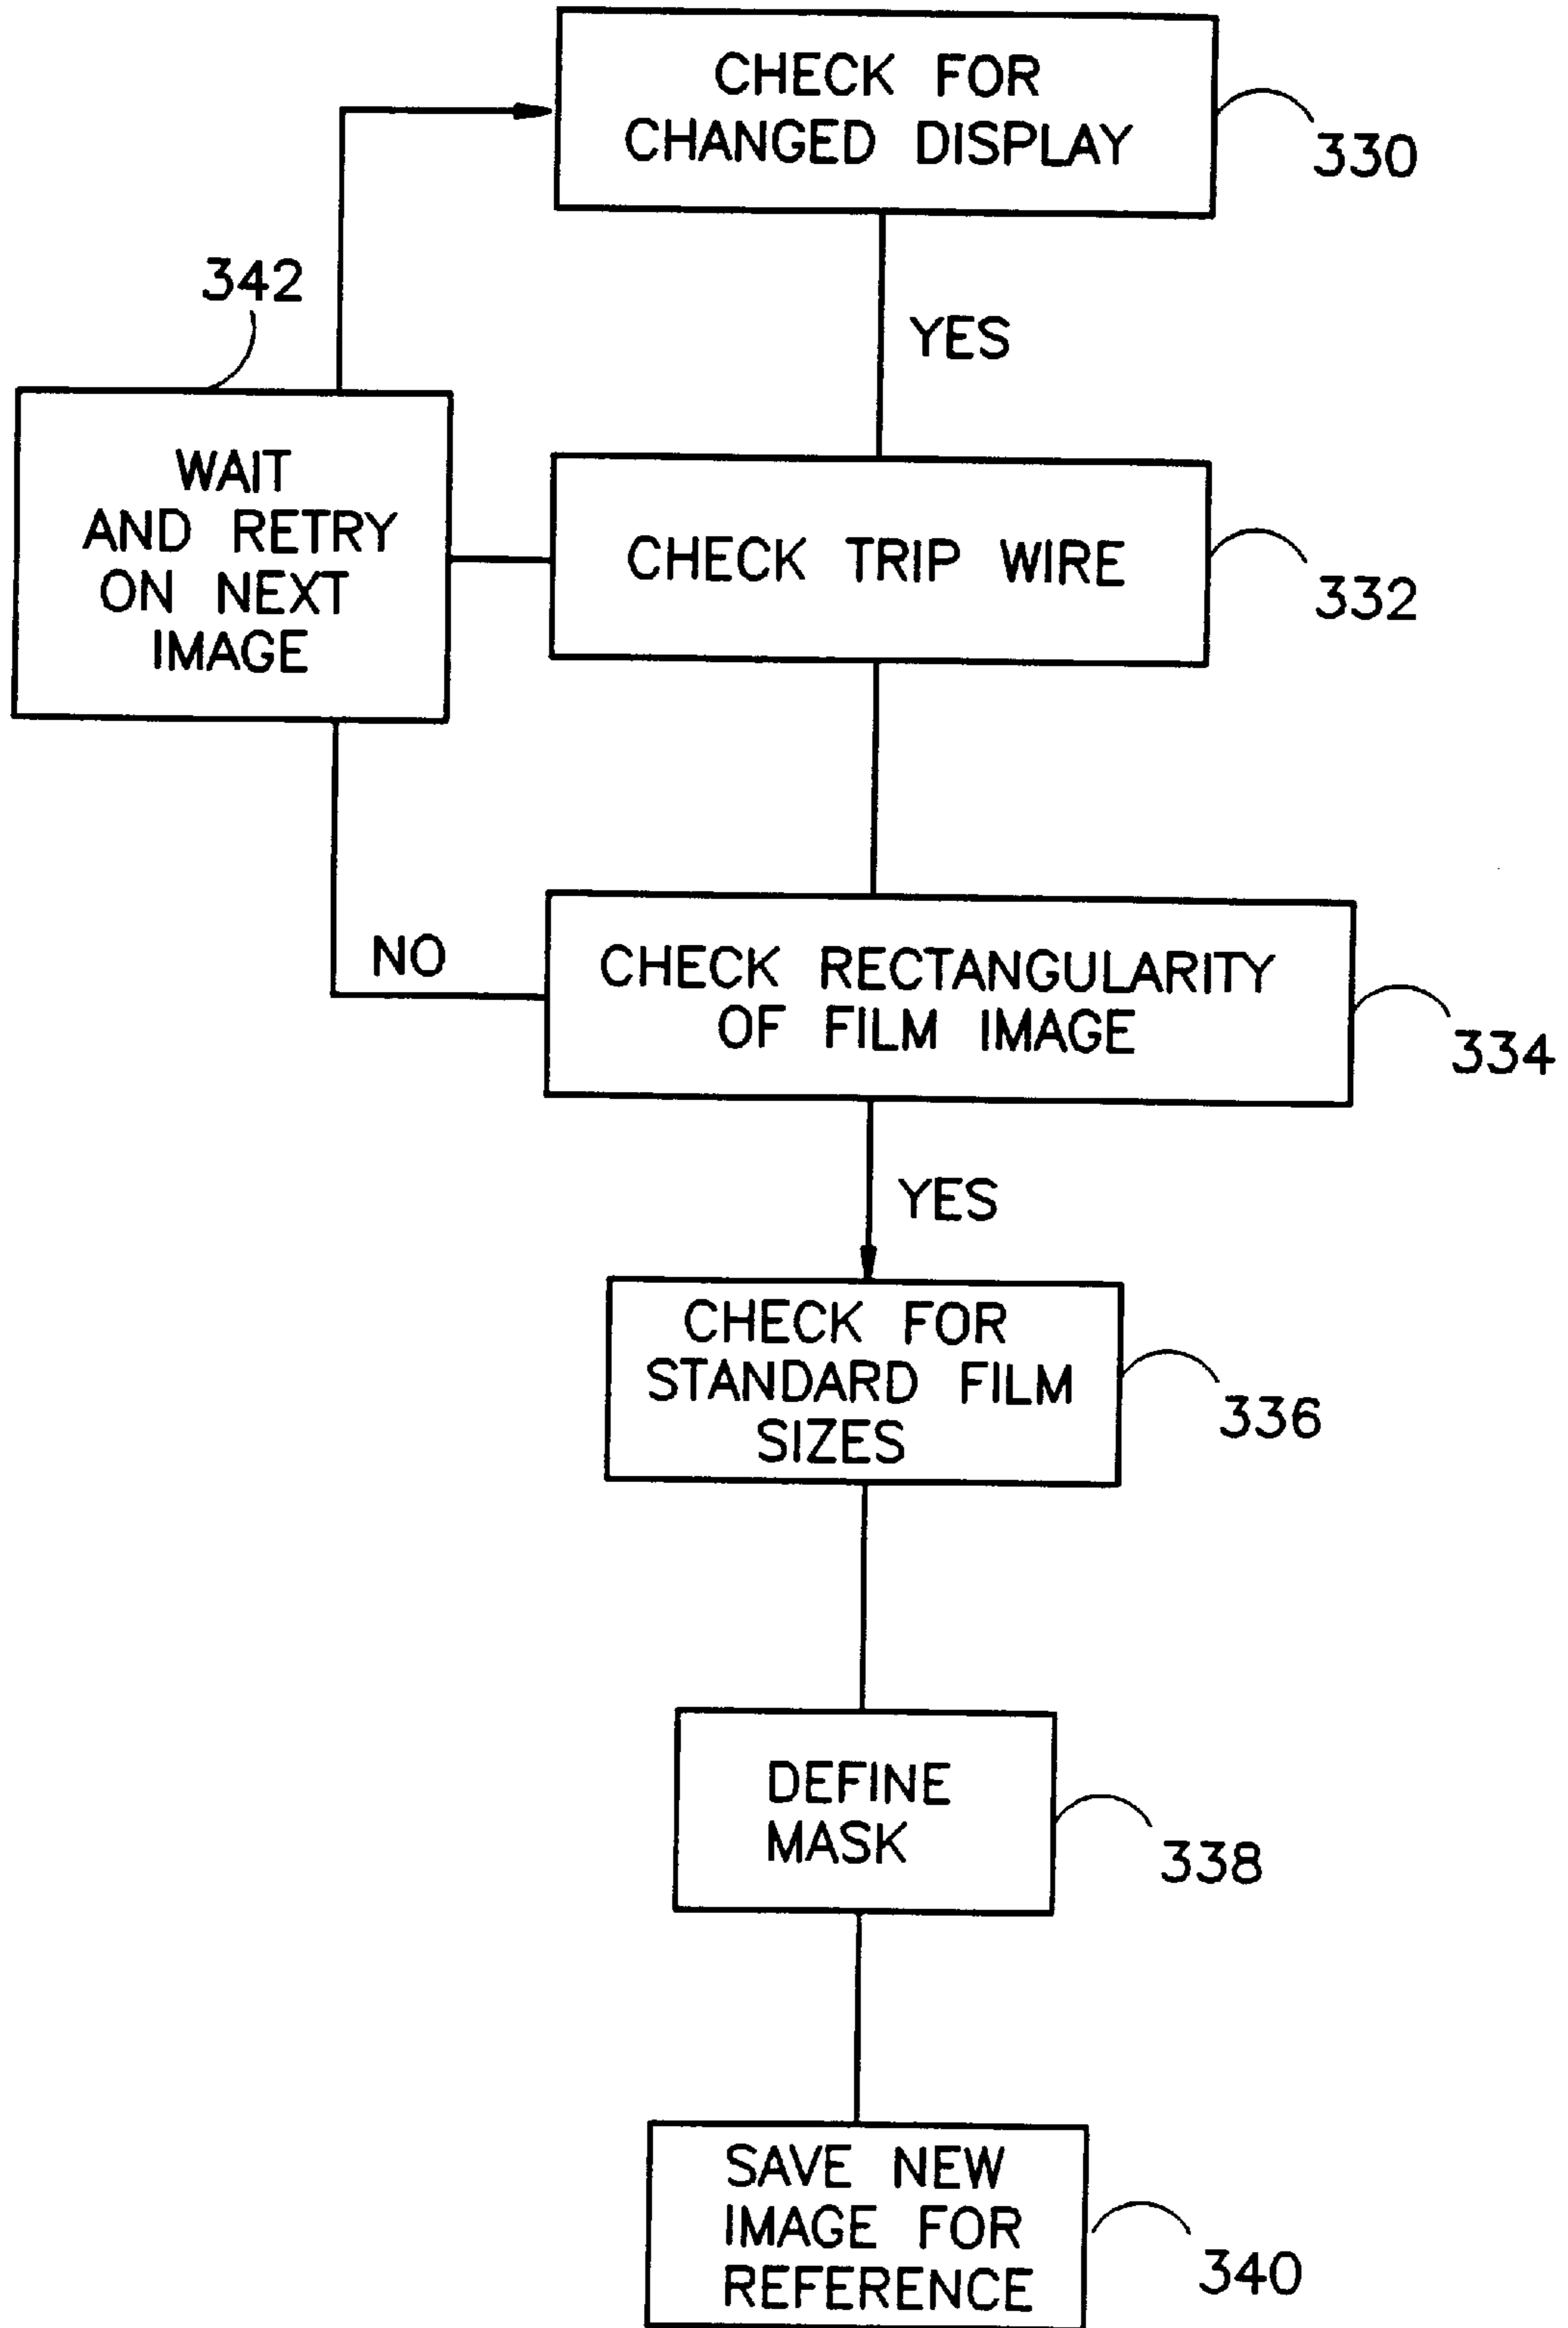 CHECK FOR
CHANGED DISPLAY
330
342
YES
WAIT
AND RETRY
ON NEXT
IMAGE
CHECK TRIP WIRE
332
NO
CHECK RECTANGULARITY
OF FILM IMAGE
334
YES
CHECK FOR
STANDARD FILM
SIZES
336
DEFINE
MASK
338
SAVE NEW
IMAGE FOR
REFERENCE
340